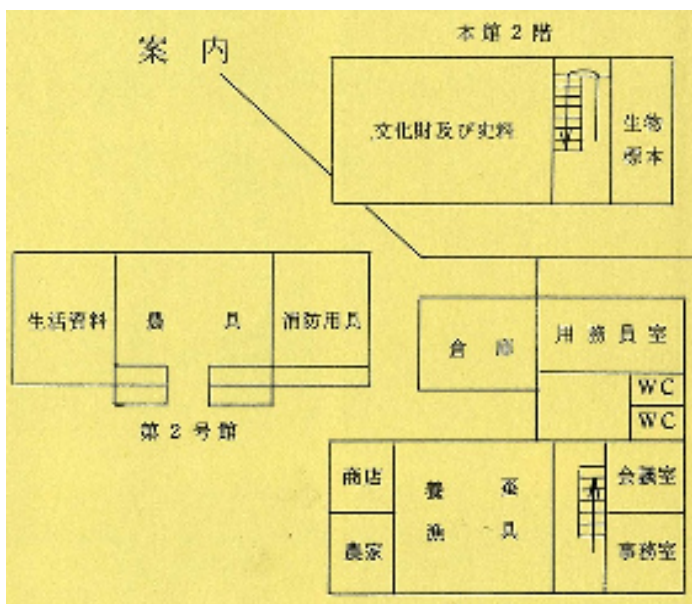 案内
本館2階
文化財及び史料
生物
標本
生活資料
農具
消防用具
第2号館
倉庫
用務員室
WC
WC
商店
養蚕
漁具
農家
会議室
事務室